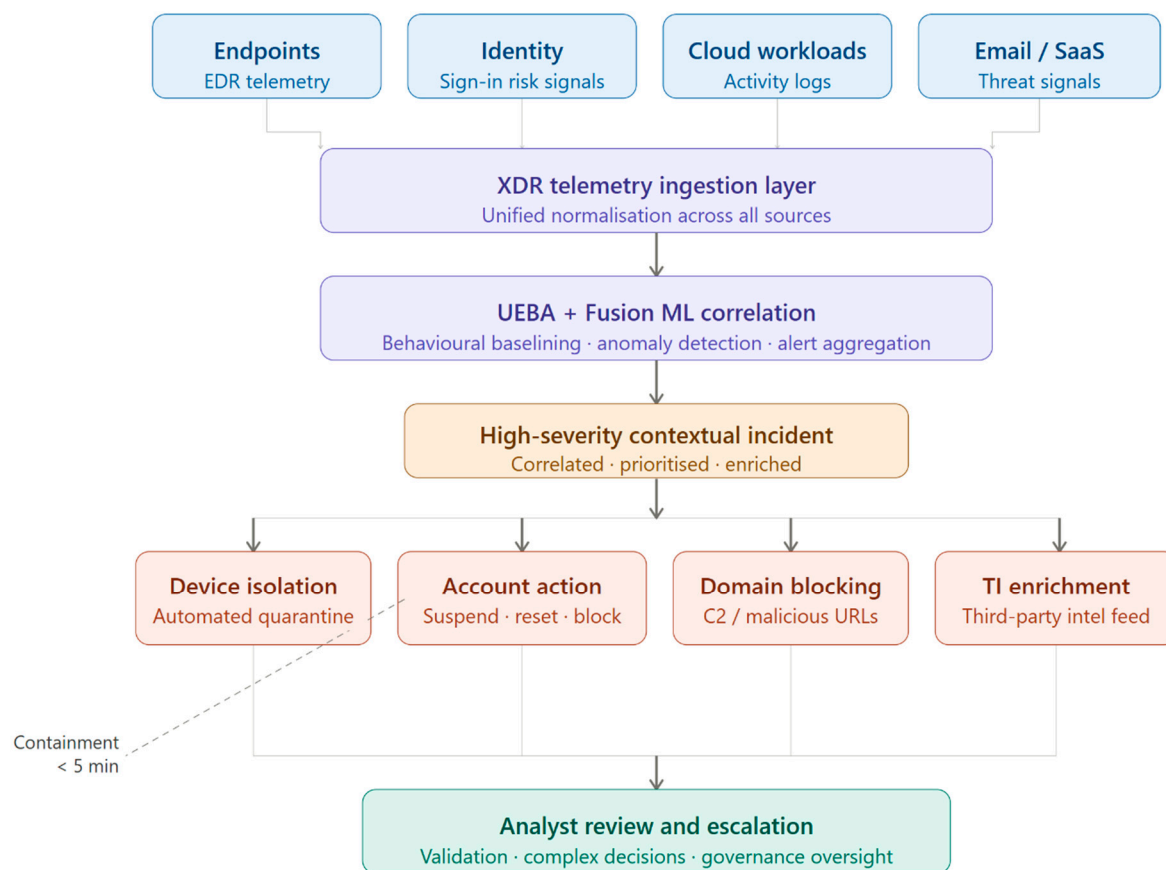 Endpoints
EDR telemetry
Identity
Sign-in risk signals
Cloud workloads
Activity logs
Email / SaaS
Threat signals
XDR telemetry ingestion layer
Unified normalisation across all sources
UEBA + Fusion ML correlation
Behavioural baselining · anomaly detection · alert aggregation
High-severity contextual incident
Correlated · prioritised · enriched
Device isolation
Automated quarantine
Account action
Suspend · reset · block
Domain blocking
C2 / malicious URLs
TI enrichment
Third-party intel feed
Containment
< 5 min
Analyst review and escalation
Validation · complex decisions · governance oversight